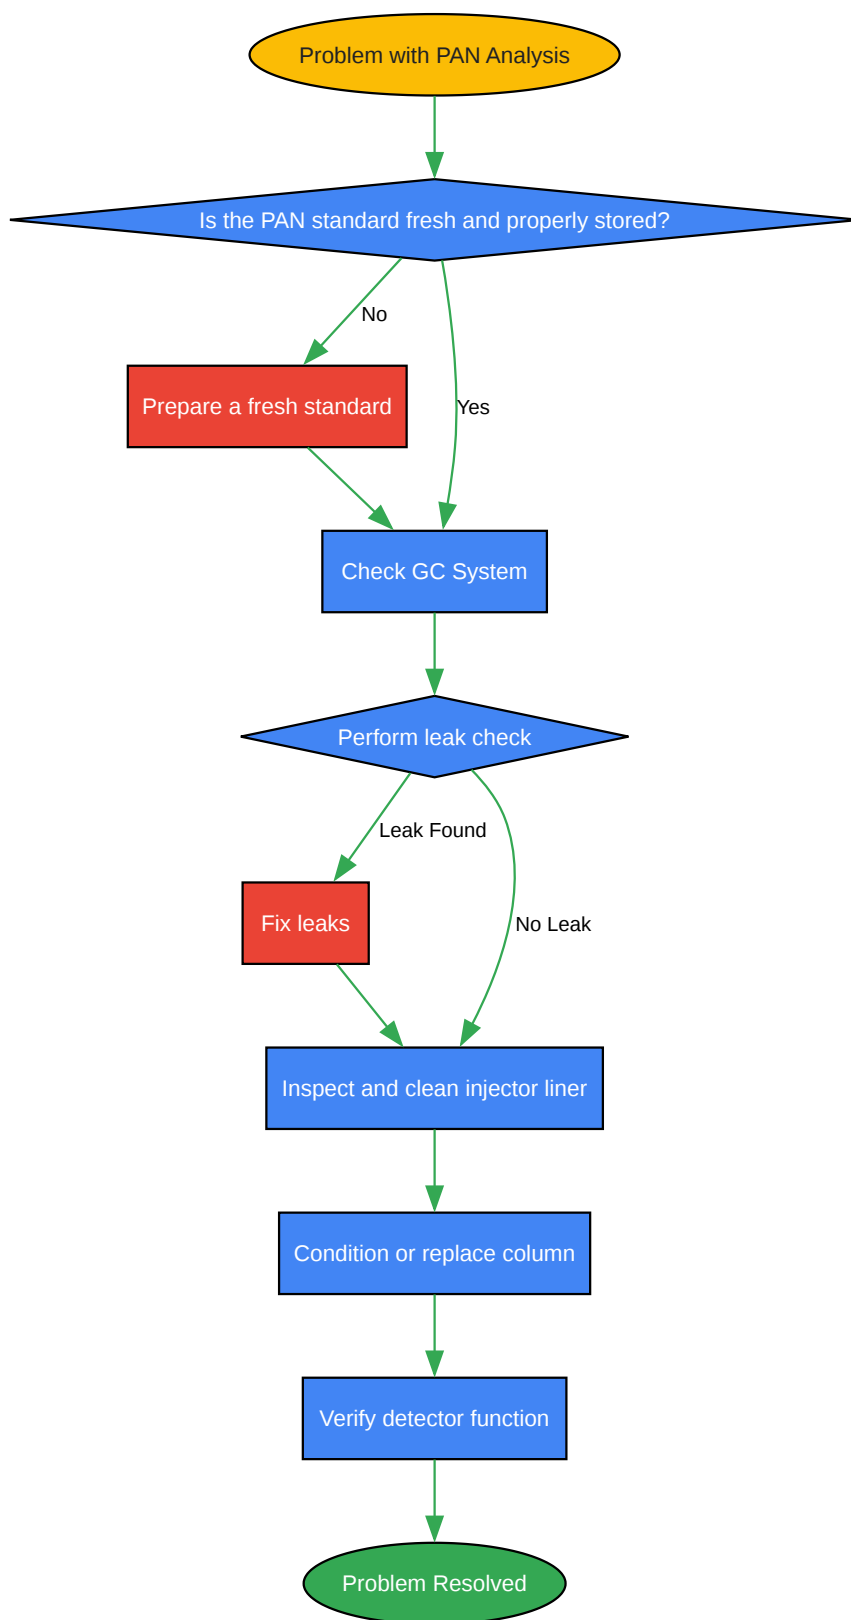 Problem with PAN Analysis
Is the PAN standard fresh and properly stored?
No
Prepare a fresh standard
Yes
Check GC System
Perform leak check
Leak Found
Fix leaks
No Leak
Inspect and clean injector liner
Condition or replace column
Verify detector function
Problem Resolved